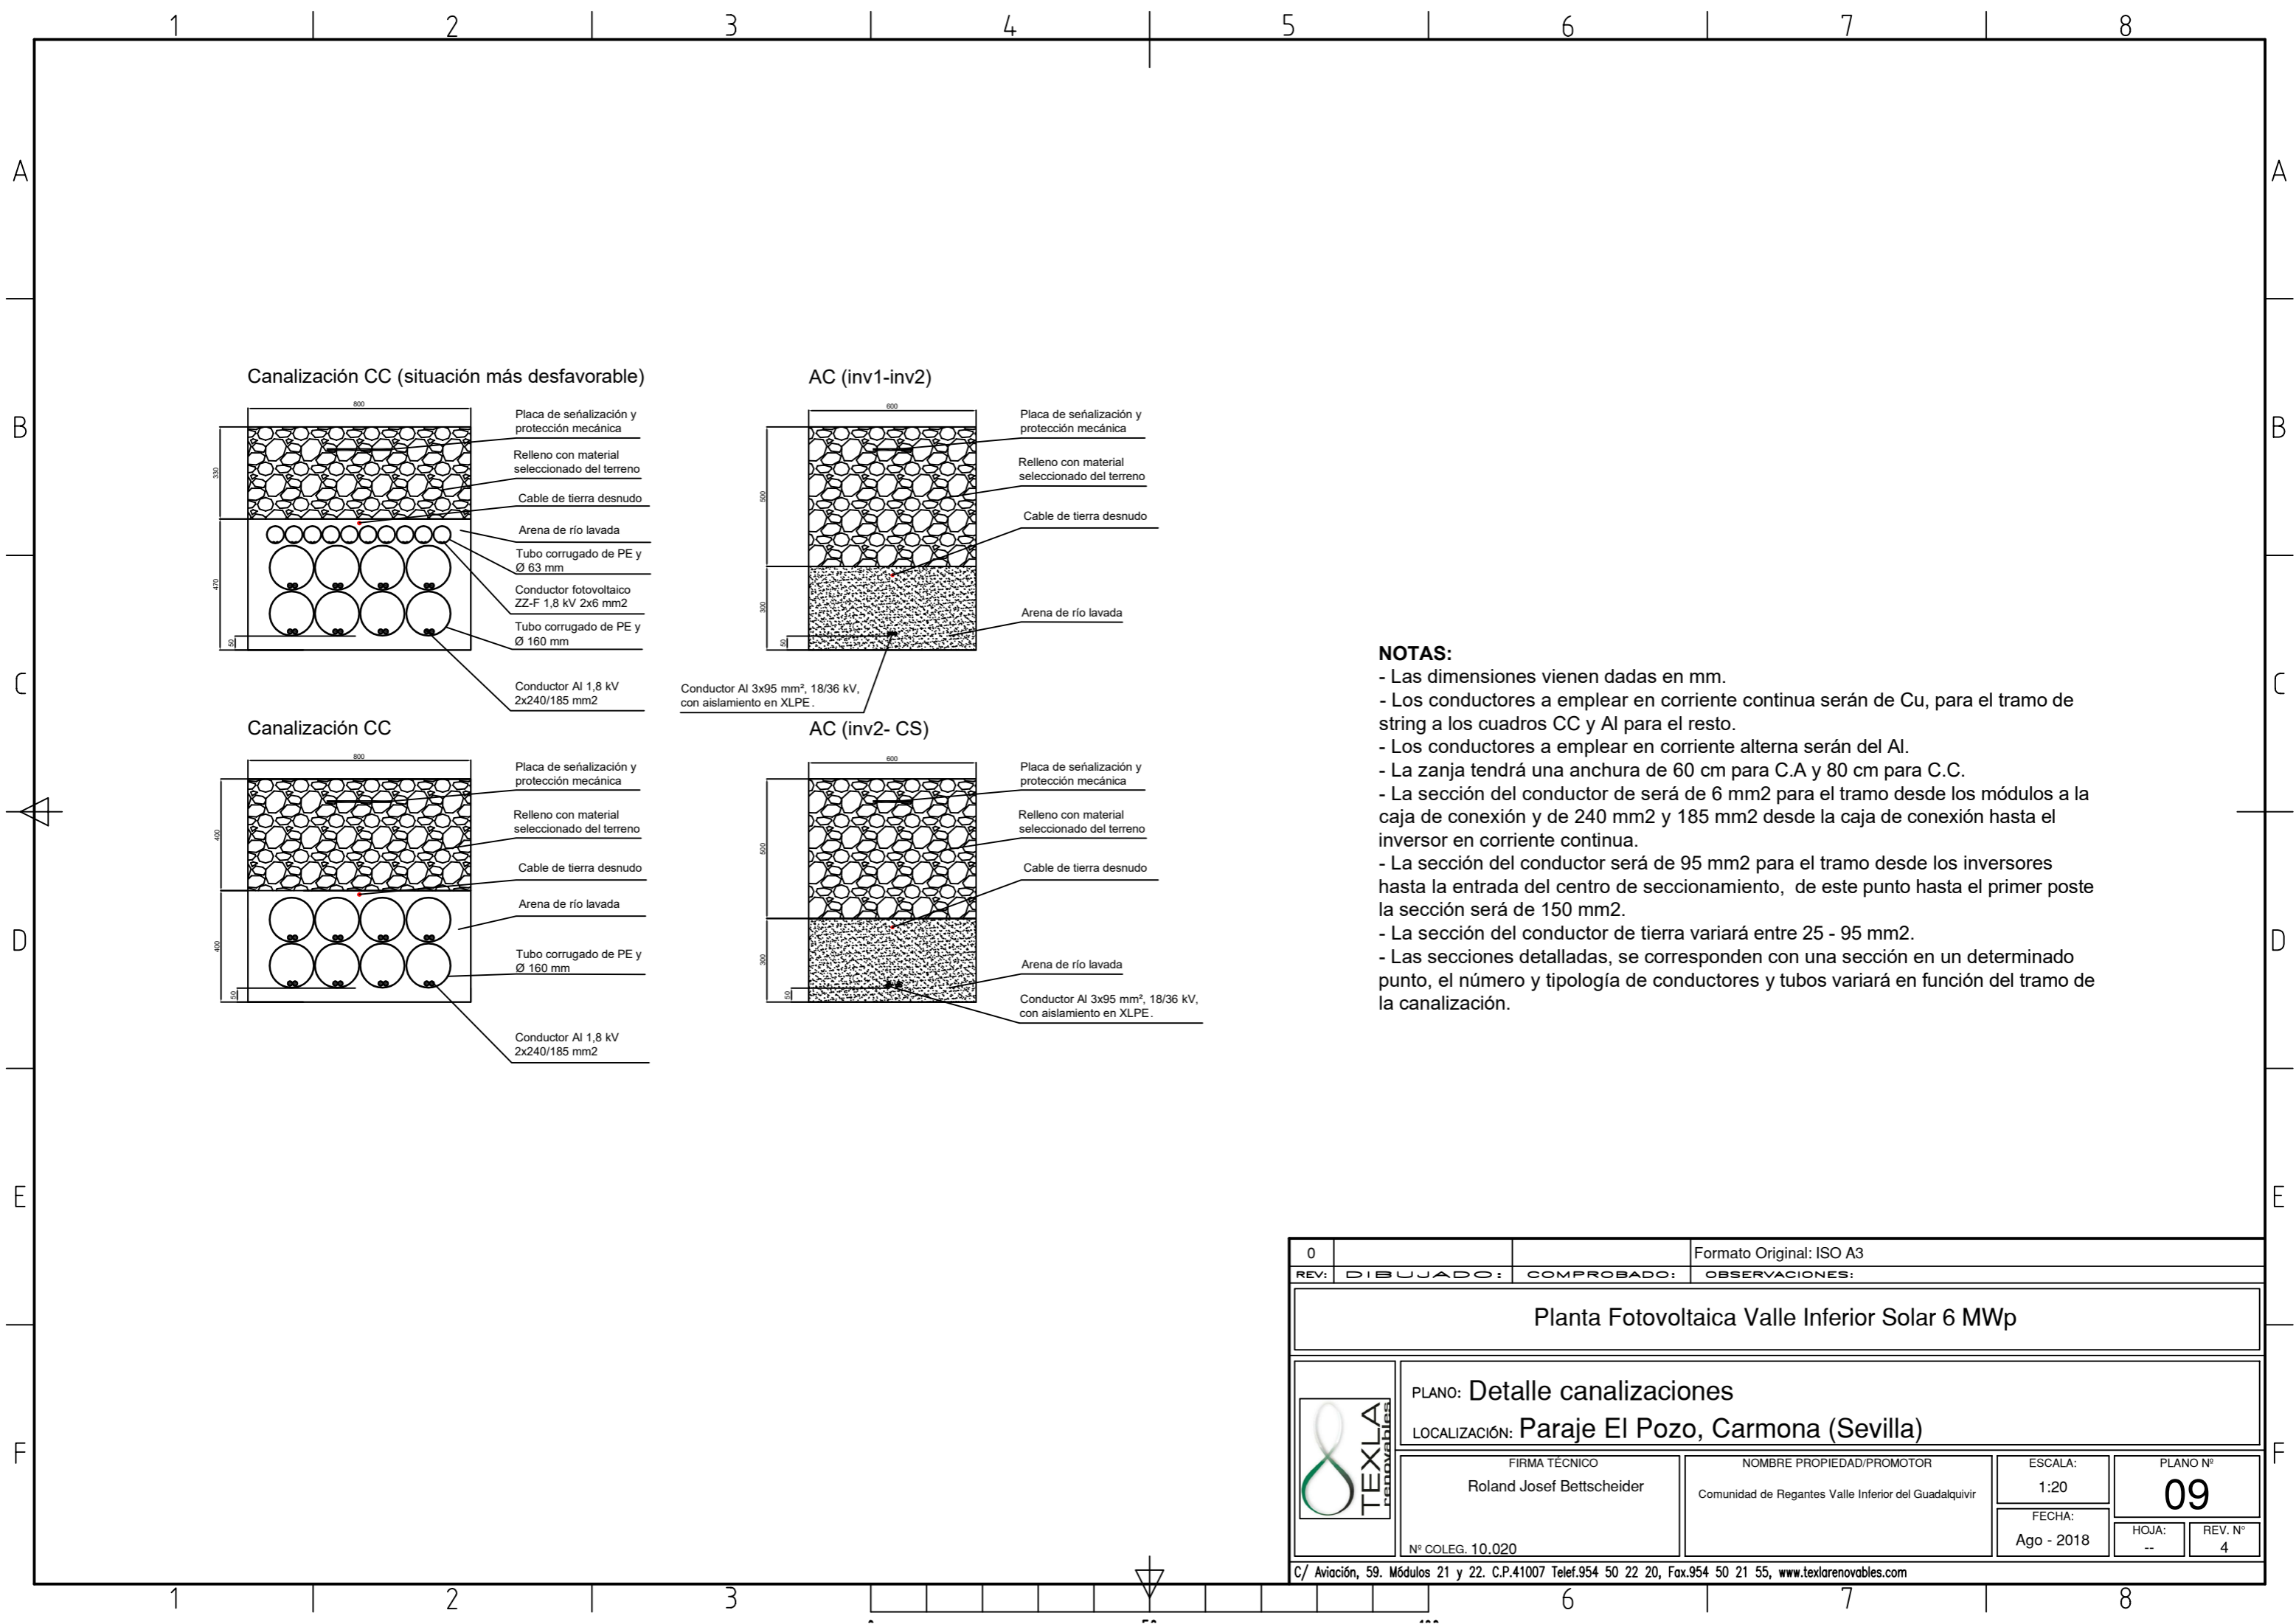 1 2 3 4 5 6 7 8
A A
B B
C C
D D
E E
F F
Canalización CC (situación más desfavorable)
800
330
470
50
Placa de señalización y
protección mecánica
Relleno con material
seleccionado del terreno
Cable de tierra desnudo
Arena de río lavada
Tubo corrugado de PE y
Ø 63 mm
Conductor fotovoltaico
ZZ-F 1,8 kV 2x6 mm2
Tubo corrugado de PE y
Ø 160 mm
Conductor Al 1,8 kV
2x240/185 mm2
AC (inv1-inv2)
600
500
300
50
Placa de señalización y
protección mecánica
Relleno con material
seleccionado del terreno
Cable de tierra desnudo
Arena de río lavada
Conductor Al 3x95 mm², 18/36 kV,
con aislamiento en XLPE.
Canalización CC
800
400
400
50
Placa de señalización y
protección mecánica
Relleno con material
seleccionado del terreno
Cable de tierra desnudo
Arena de río lavada
Tubo corrugado de PE y
Ø 160 mm
Conductor Al 1,8 kV
2x240/185 mm2
AC (inv2- CS)
600
500
300
50
Placa de señalización y
protección mecánica
Relleno con material
seleccionado del terreno
Cable de tierra desnudo
Arena de río lavada
Conductor Al 3x95 mm², 18/36 kV,
con aislamiento en XLPE.
NOTAS:
- Las dimensiones vienen dadas en mm.
- Los conductores a emplear en corriente continua serán de Cu, para el tramo de
string a los cuadros CC y Al para el resto.
- Los conductores a emplear en corriente alterna serán del Al.
- La zanja tendrá una anchura de 60 cm para C.A y 80 cm para C.C.
- La sección del conductor de será de 6 mm2 para el tramo desde los módulos a la
caja de conexión y de 240 mm2 y 185 mm2 desde la caja de conexión hasta el
inversor en corriente continua.
- La sección del conductor será de 95 mm2 para el tramo desde los inversores
hasta la entrada del centro de seccionamiento, de este punto hasta el primer poste
la sección será de 150 mm2.
- La sección del conductor de tierra variará entre 25 - 95 mm2.
- Las secciones detalladas, se corresponden con una sección en un determinado
punto, el número y tipología de conductores y tubos variará en función del tramo de
la canalización.
0 Formato Original: ISO A3
REV: DIBUJADO: COMPROBADO: OBSERVACIONES:
Planta Fotovoltaica Valle Inferior Solar 6 MWp
TEXLA
renovables
PLANO: Detalle canalizaciones
LOCALIZACIÓN: Paraje El Pozo, Carmona (Sevilla)
FIRMA TÉCNICO
Roland Josef Bettscheider
Nº COLEG. 10.020
NOMBRE PROPIEDAD/PROMOTOR
Comunidad de Regantes Valle Inferior del Guadalquivir
ESCALA:
1:20
FECHA:
Ago - 2018
PLANO Nº
09
HOJA:
--
REV. Nº
4
C/ Aviación, 59. Módulos 21 y 22. C.P.41007 Telef.954 50 22 20, Fax.954 50 21 55, www.texlarenovables.com
1 2 3 6 7 8